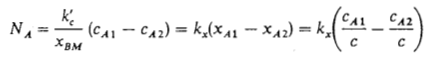 $N_A = \frac{k_c'}{x_{BM}} (c_{A1} - c_{A2}) = k_x(x_{A1} - x_{A2}) = k_x\left(\frac{c_{A1}}{c} - \frac{c_{A2}}{c}\right)$